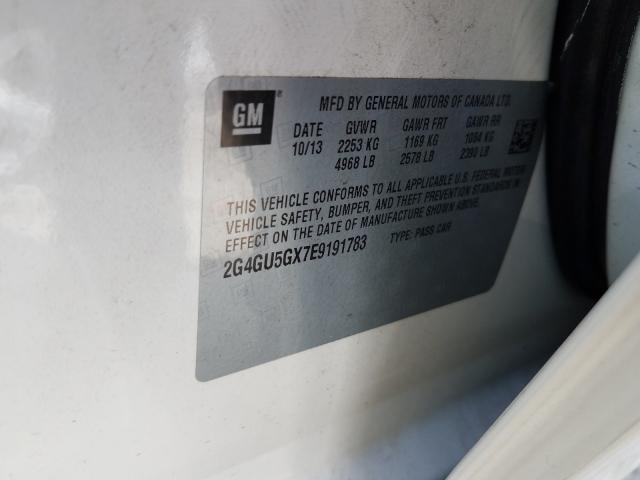 GM
MFD BY GENERAL MOTORS OF CANADA LTD.
DATE GVWR GAWR FRT GAWR RR
10/13 2253 KG 1169 KG 1084 KG
4968 LB 2578 LB 2390 LB
THIS VEHICLE CONFORMS TO ALL APPLICABLE U.S. FEDERAL MOTOR
VEHICLE SAFETY, BUMPER, AND THEFT PREVENTION STANDARDS IN
EFFECT ON THE DATE OF MANUFACTURE SHOWN ABOVE.
2G4GU5GX7E9191783 TYPE: PASS CAR